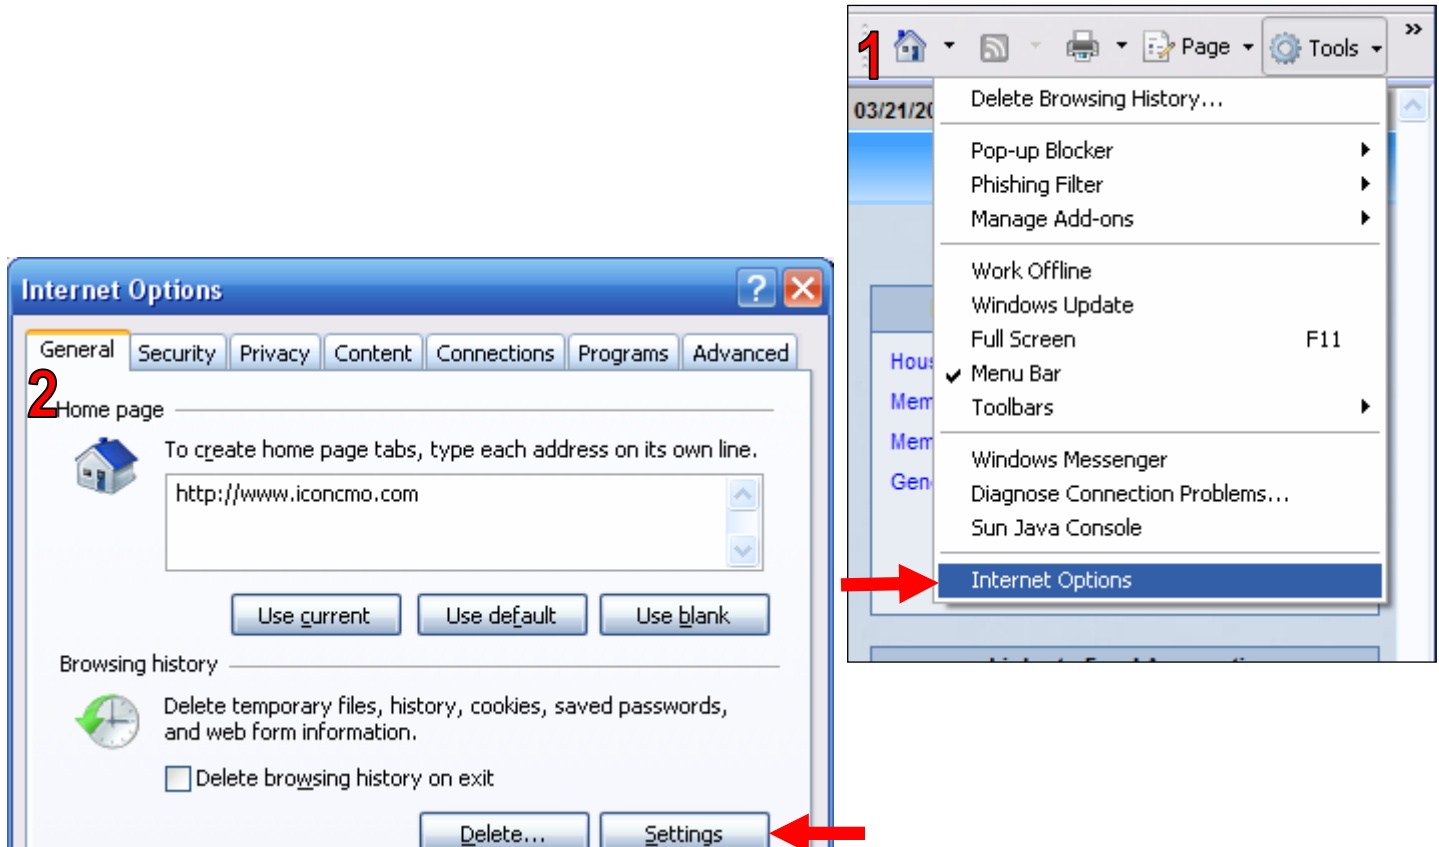 1
Page
Tools
»
03/21/20
Delete Browsing History...
Pop-up Blocker
Phishing Filter
Manage Add-ons
Work Offline
Windows Update
Full Screen F11
Menu Bar
Toolbars
Windows Messenger
Diagnose Connection Problems...
Sun Java Console
Internet Options
Hous
Mem
Mem
Gen
Internet Options
General Security Privacy Content Connections Programs Advanced
2
Home page
To create home page tabs, type each address on its own line.
http://www.iconcmo.com
Use current Use default Use blank
Browsing history
Delete temporary files, history, cookies, saved passwords,
and web form information.
Delete browsing history on exit
Delete... Settings